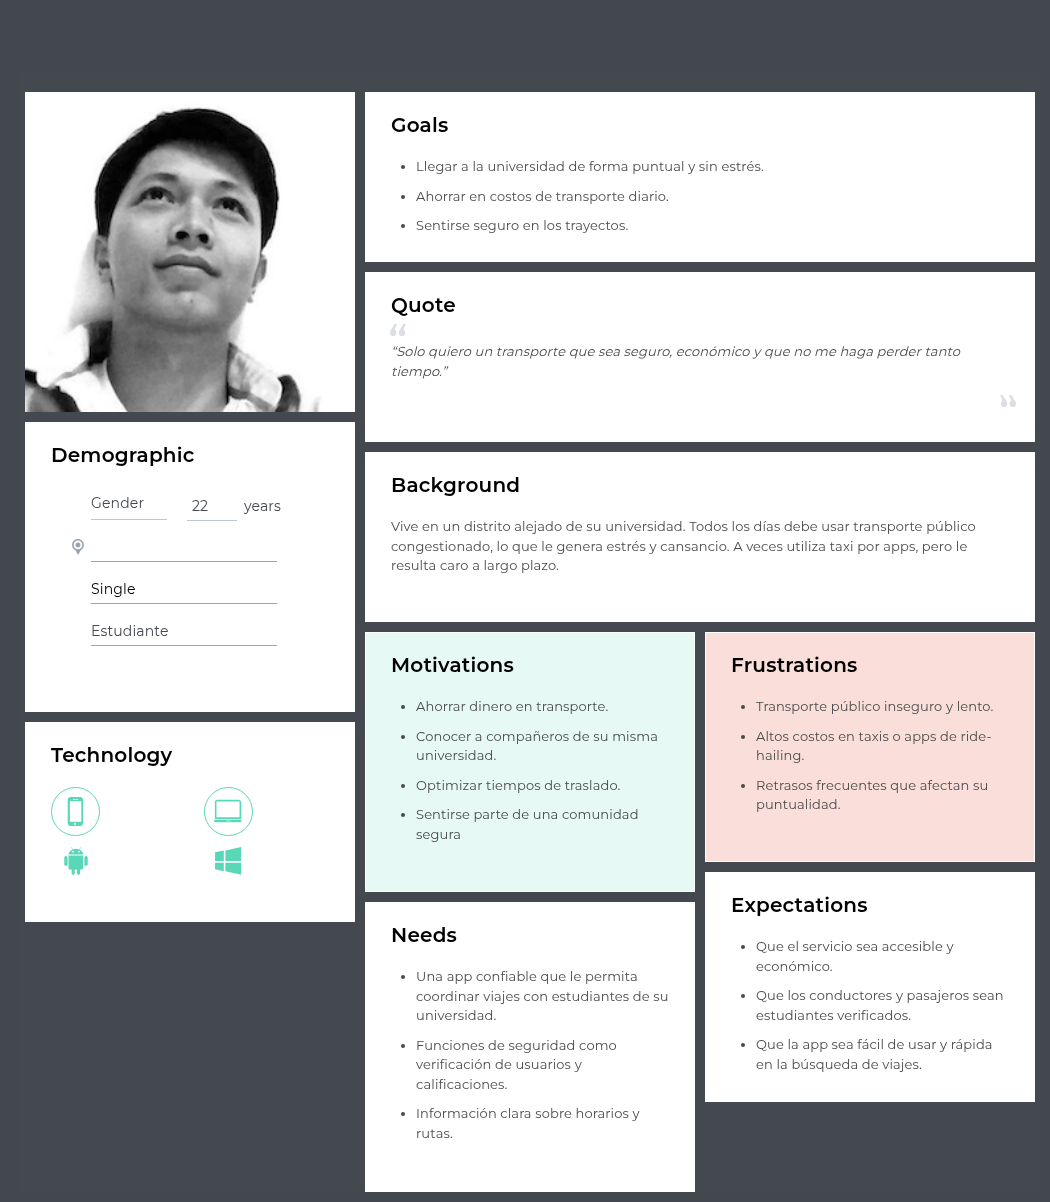 Goals
• Llegar a la universidad de forma puntual y sin estrés.
• Ahorrar en costos de transporte diario.
• Sentirse seguro en los trayectos.
Quote
“
“Solo quiero un transporte que sea seguro, económico y que no me haga perder tanto
tiempo.”
”
Demographic
Gender 22 years
Single
Estudiante
Background
Vive en un distrito alejado de su universidad. Todos los días debe usar transporte público
congestionado, lo que le genera estrés y cansancio. A veces utiliza taxi por apps, pero le
resulta caro a largo plazo.
Technology
Motivations
• Ahorrar dinero en transporte.
• Conocer a compañeros de su misma
universidad.
• Optimizar tiempos de traslado.
• Sentirse parte de una comunidad
segura
Frustrations
• Transporte público inseguro y lento.
• Altos costos en taxis o apps de ride-
hailing.
• Retrasos frecuentes que afectan su
puntualidad.
Needs
• Una app confiable que le permita
coordinar viajes con estudiantes de su
universidad.
• Funciones de seguridad como
verificación de usuarios y
calificaciones.
• Información clara sobre horarios y
rutas.
Expectations
• Que el servicio sea accesible y
económico.
• Que los conductores y pasajeros sean
estudiantes verificados.
• Que la app sea fácil de usar y rápida
en la búsqueda de viajes.